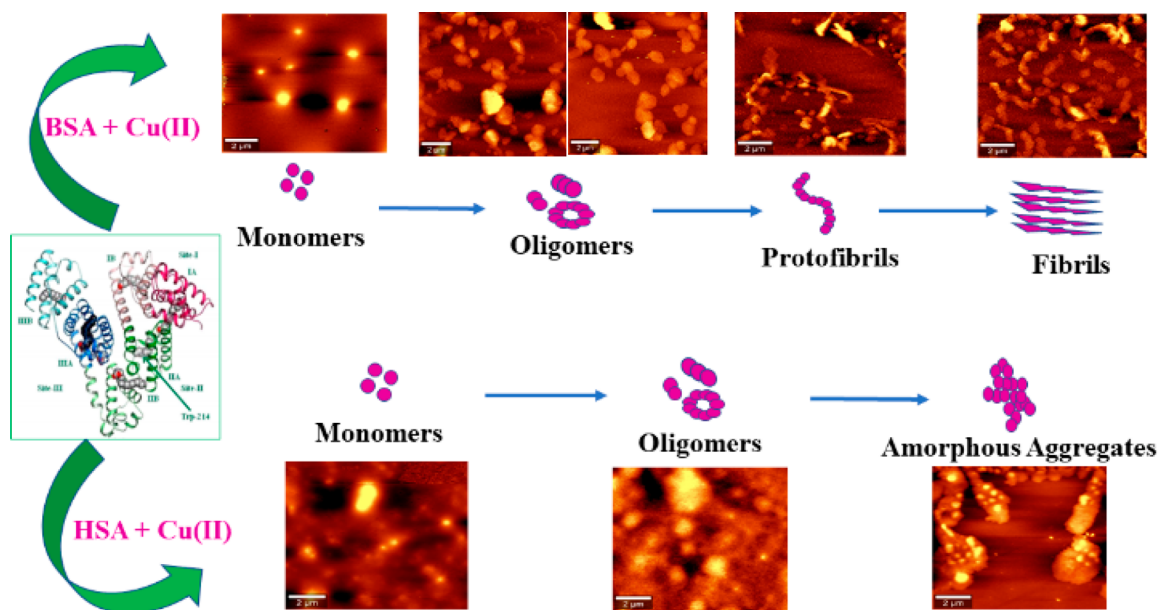 2 μm
2 μm
2 μm
2 μm
2 μm
BSA + Cu(II)
Monomers
Oligomers
Protofibrils
Fibrils
IB
Site-I
IA
IIIB
IIIA
IIA
Site-III
Site-II
IIB
Trp-214
Monomers
Oligomers
Amorphous Aggregates
HSA + Cu(II)
2 μm
2 μm
2 μm